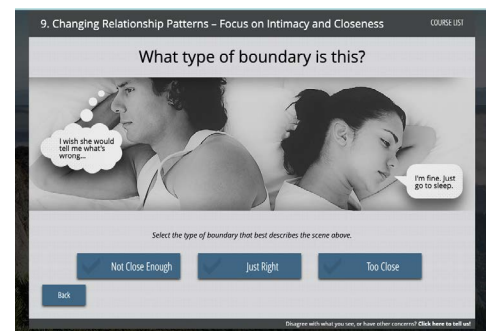 9. Changing Relationship Patterns – Focus on Intimacy and Closeness
COURSE LIST
What type of boundary is this?
I wish she would
tell me what's
wrong...
I'm fine. Just
go to sleep.
Select the type of boundary that best describes the scene above.
Not Close Enough
Just Right
Too Close
Back
Disagree with what you see, or have other concerns? Click here to tell us!